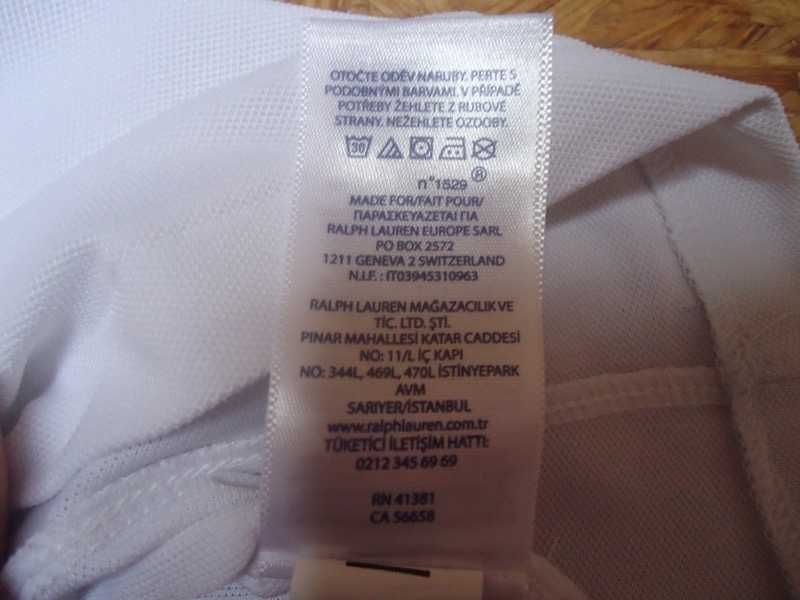 OTOČTE ODĚV NARUBY. PERTE S
PODOBNÝMI BARVAMI. V PŘÍPADĚ
POTŘEBY ŽEHLETE Z RUBOVÉ
STRANY. NEŽEHLETE OZDOBY.
30
n°1529 ®
MADE FOR/FAIT POUR/
ΠΑΡΑΣΚΕΥΑΖΕΤΑΙ ΓΙΑ
RALPH LAUREN EUROPE SARL
PO BOX 2572
1211 GENEVA 2 SWITZERLAND
N.I.F. : IT03945310963
RALPH LAUREN MAĞAZACILIK VE
TİC. LTD. ŞTİ.
PINAR MAHALLESİ KATAR CADDESİ
NO: 11/L İÇ KAPI
NO: 344L, 469L, 470L İSTİNYEPARK
AVM
SARIYER/İSTANBUL
www.ralphlauren.com.tr
TÜKETİCİ İLETİŞİM HATTI:
0212 345 69 69
RN 41381
CA 56658